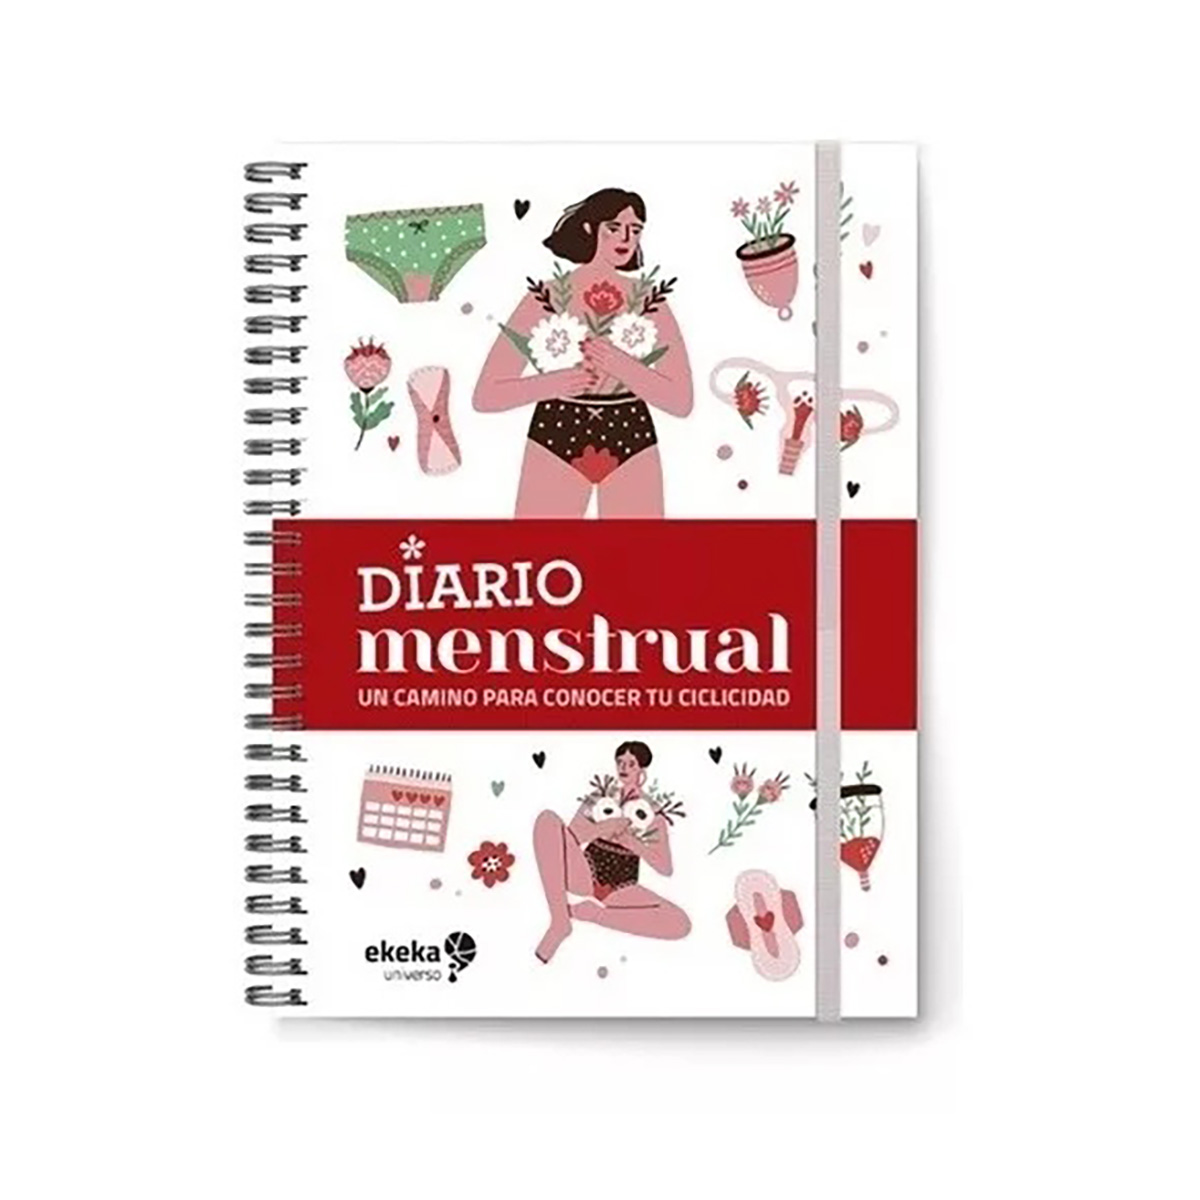 DIARIO
menstrual
UN CAMINO PARA CONOCER TU CICLICIDAD
ekeka
universo